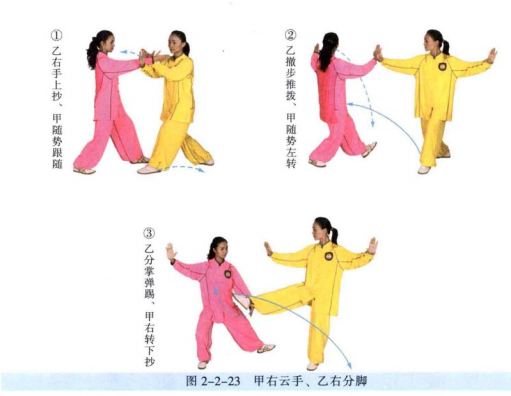 ① 乙右手上抄、甲随势跟随
② 乙撤步推拨、甲随势左转
③ 乙分掌弹踢、甲右转下抄
图 2-2-23 甲右云手、乙右分脚